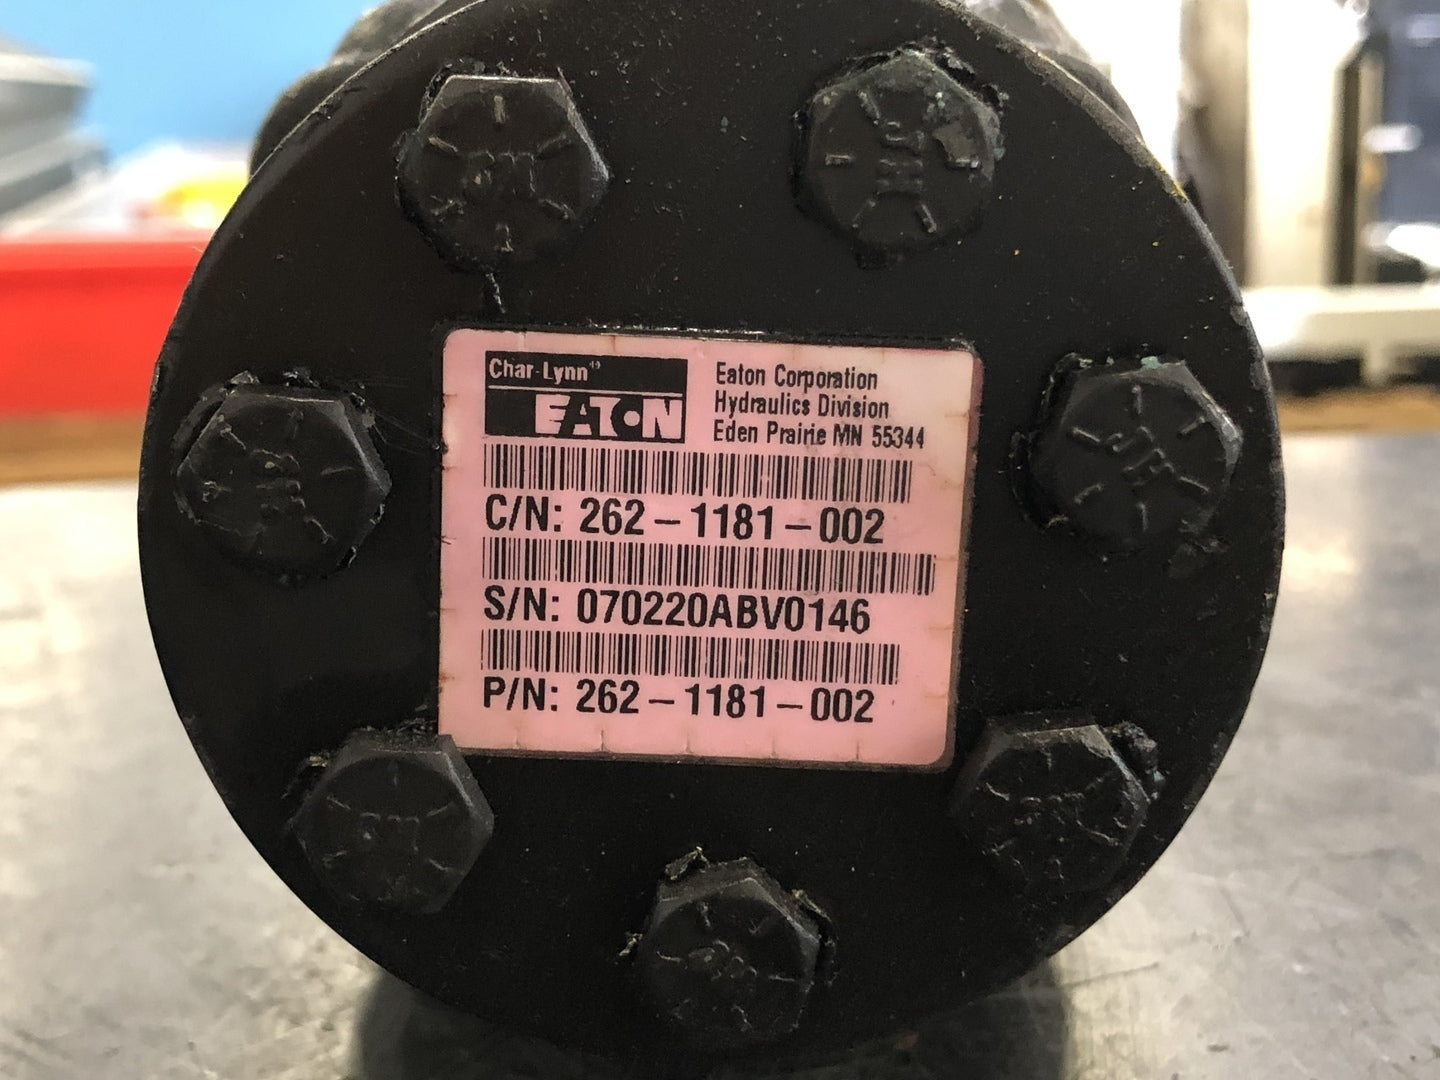 Char-Lynn®
EATON
Eaton Corporation
Hydraulics Division
Eden Prairie MN 55344
C/N: 262-1181-002
S/N: 070220ABV0146
P/N: 262-1181-002